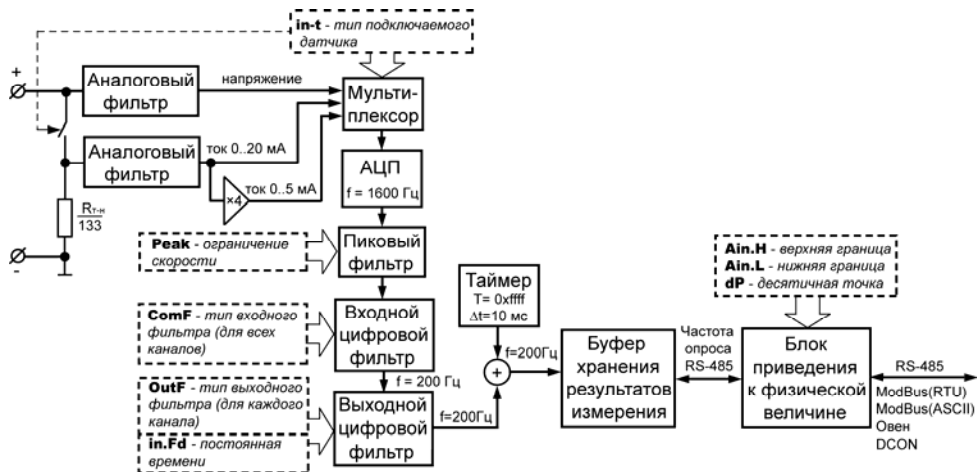 in-t - тип подключаемого
датчика
+
Аналоговый
фильтр
напряжение
Мульти-
плексор
Аналоговый
фильтр
ток 0..20 мА
×4
ток 0..5 мА
АЦП
f = 1600 Гц
Rт-н
133
-
Peak - ограничение
скорости
Пиковый
фильтр
ComF - тип входного
фильтра (для всех
каналов)
Входной
цифровой
фильтр
f = 200 Гц
OutF - тип выходного
фильтра (для каждого
канала)
in.Fd - постоянная
времени
Выходной
цифровой
фильтр
f=200Гц
Таймер
T= 0xffff
Δt=10 мс
+
f=200Гц
Буфер
хранения
результатов
измерения
Частота
опроса
RS-485
Ain.H - верхняя граница
Ain.L - нижняя граница
dP - десятичная точка
Блок
приведения
к физической
величине
RS-485
ModBus(RTU)
ModBus(ASCII)
Овен
DCON